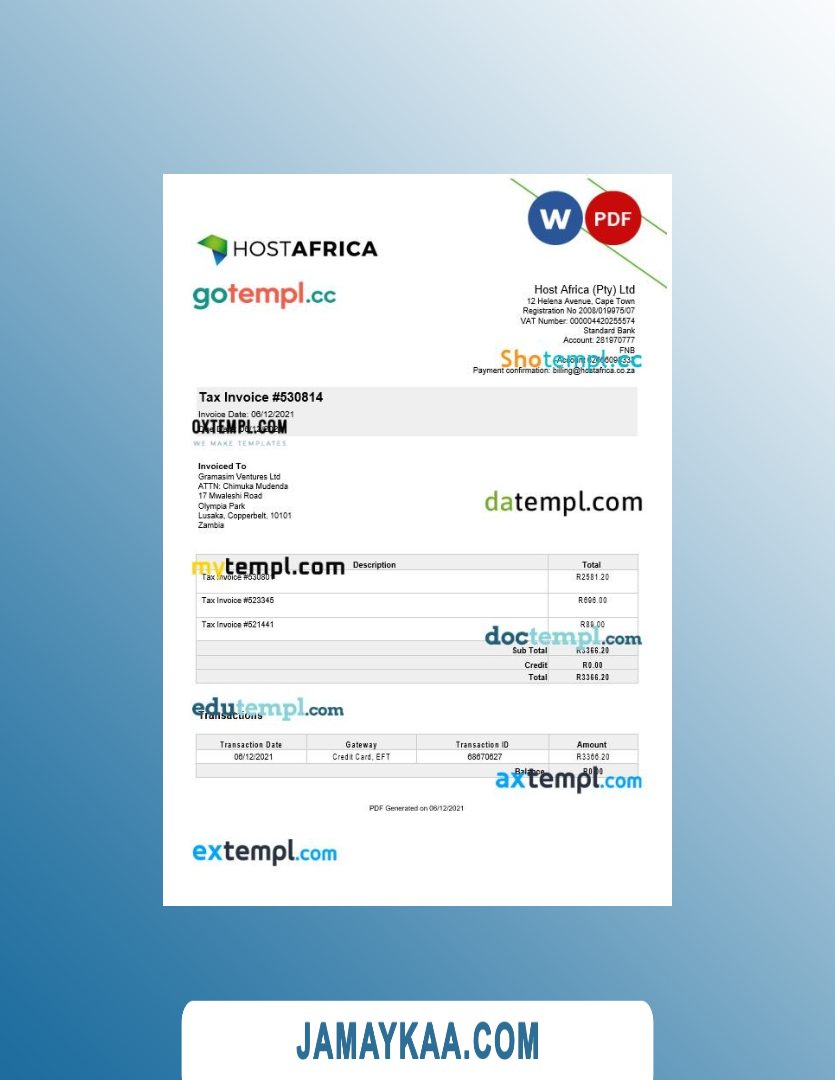 W
PDF
HOSTAFRICA
gotempl.cc
Host Africa (Pty) Ltd
12 Helena Avenue, Cape Town
Registration No 2008/019975/07
VAT Number: 000004420255574
Standard Bank
Account: 281970777
FNB
Shotempl.cc
Payment confirmation: billing@hostafrica.co.za
Tax Invoice #530814
Invoice Date: 06/12/2021
OXTEMPL.COM
WE MAKE TEMPLATES
Invoiced To
Gramasim Ventures Ltd
ATTN: Chimuka Mudenda
17 Mwaleshi Road
Olympia Park
Lusaka, Copperbelt, 10101
Zambia
datempl.com
mytempl.com
Description Total
Tax Invoice R2581.20
Tax Invoice #523345 R696.00
Tax Invoice #521441 R89.00
doctempl.com
Sub Total R3366.20
Credit R0.00
Total R3366.20
edutempl.com
Transactions
Transaction Date Gateway Transaction ID Amount
06/12/2021 Credit Card, EFT 68670627 R3366.20
Balance R0.00
axtempl.com
PDF Generated on 06/12/2021
extempl.com
JAMAYKAA.COM